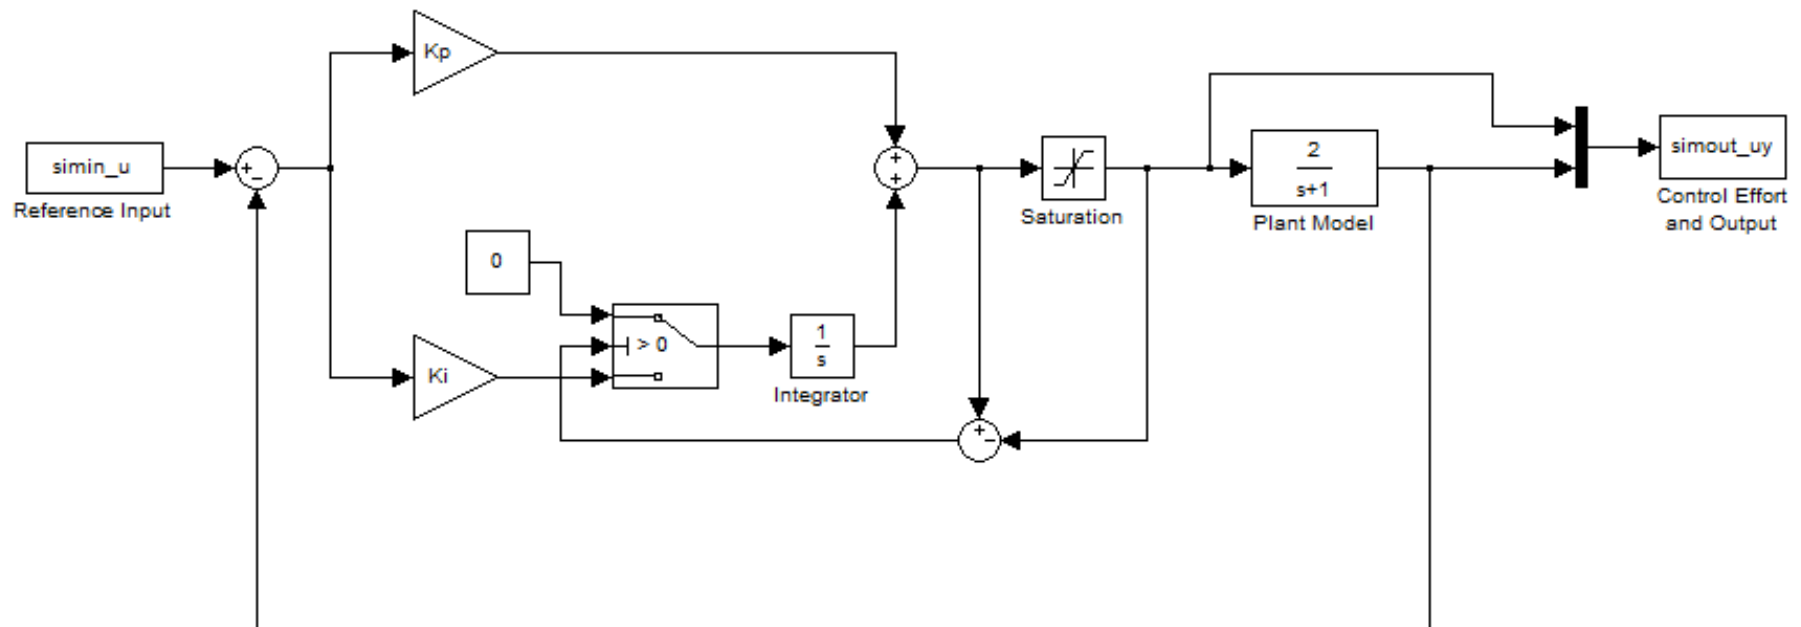 Kp
simin_u
Reference Input
+
−
+
+
Saturation
2
s+1
Plant Model
simout_uy
Control Effort
and Output
0
> 0
Ki
1
s
Integrator
+
−